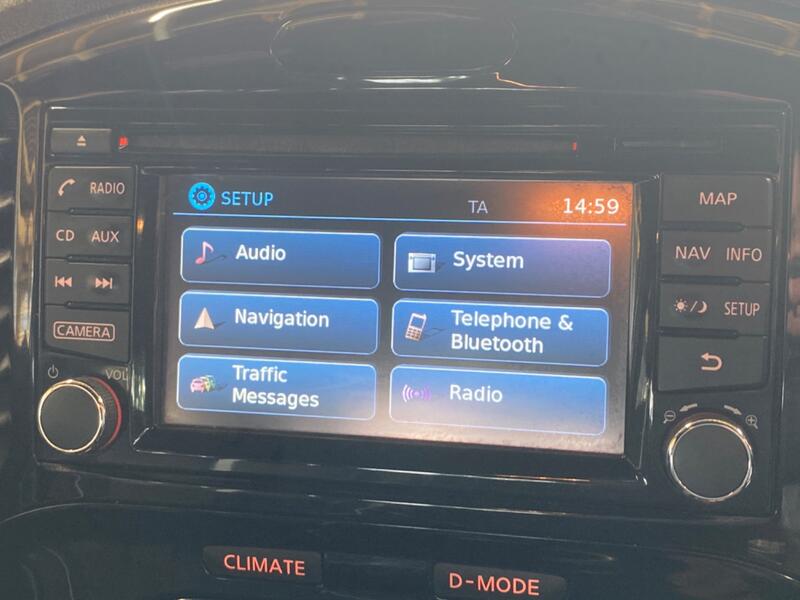 SETUP TA 14:59
Audio
System
Navigation
Telephone &
Bluetooth
Traffic
Messages
Radio
RADIO
CD AUX
CAMERA
VOL
MAP
NAV INFO
SETUP
CLIMATE
D-MODE